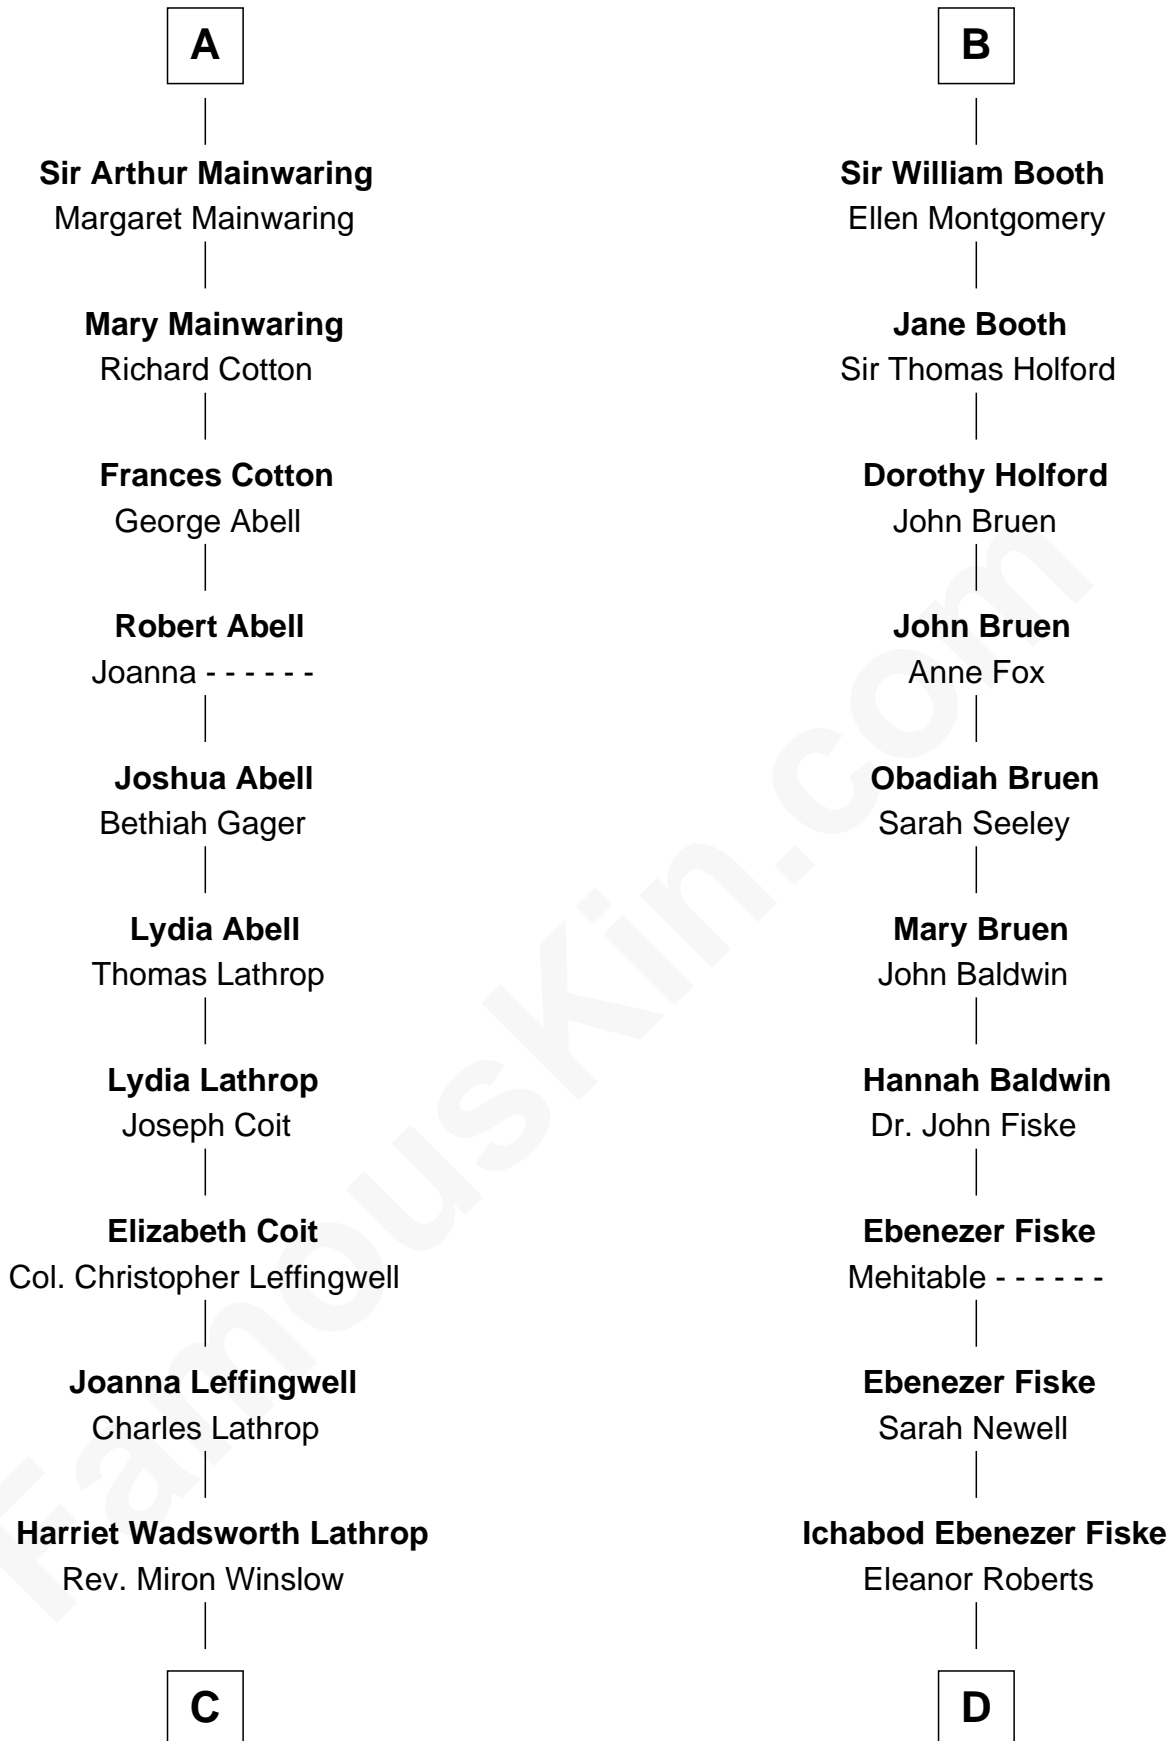 A
Sir Arthur Mainwaring
Margaret Mainwaring
Mary Mainwaring
Richard Cotton
Frances Cotton
George Abell
Robert Abell
Joanna - - - - - -
Joshua Abell
Bethiah Gager
Lydia Abell
Thomas Lathrop
Lydia Lathrop
Joseph Coit
Elizabeth Coit
Col. Christopher Leffingwell
Joanna Leffingwell
Charles Lathrop
Harriet Wadsworth Lathrop
Rev. Miron Winslow
C
B
Sir William Booth
Ellen Montgomery
Jane Booth
Sir Thomas Holford
Dorothy Holford
John Bruen
John Bruen
Anne Fox
Obadiah Bruen
Sarah Seeley
Mary Bruen
John Baldwin
Hannah Baldwin
Dr. John Fiske
Ebenezer Fiske
Mehitable - - - - - -
Ebenezer Fiske
Sarah Newell
Ichabod Ebenezer Fiske
Eleanor Roberts
D
FamousKin.com